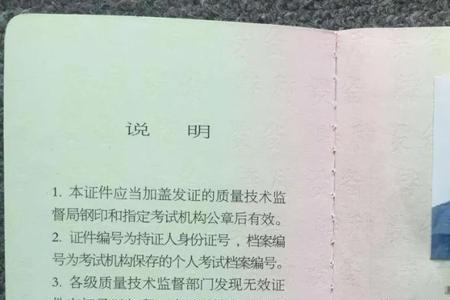 说 明
1. 本证件应当加盖发证的质量技术监
督局钢印和指定考试机构公章后有效。
2. 证件编号为持证人身份证号，档案编
号为考试机构保存的个人考试档案编号。
3. 各级质量技术监督部门发现无效证